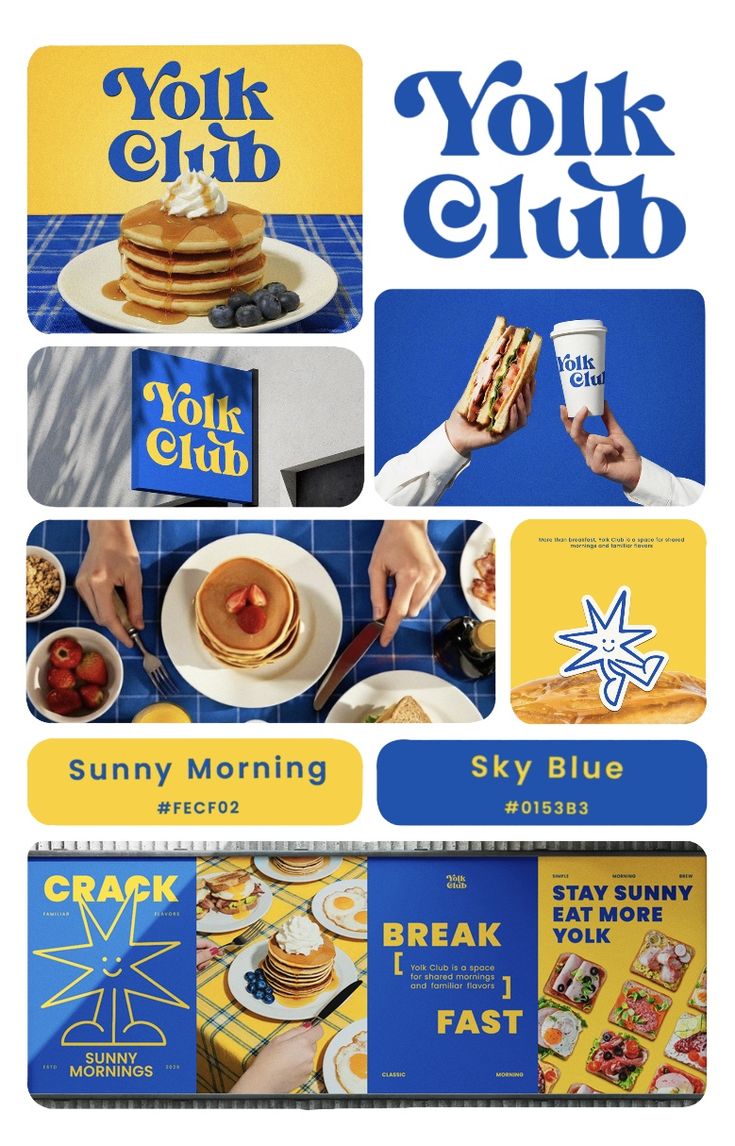 Yolk
Club
Yolk
Club
Yolk
Club
Yolk
Club
More than breakfast, Yolk Club is a space for shared
mornings and familiar flavors
Sunny Morning
#FECF02
Sky Blue
#0153B3
CRACK
FAMILIAR FLAVORS
SUNNY
MORNINGS
ESTD
Yolk
Club
BREAK
[ Yolk Club is a space
for shared mornings
and familiar flavors ]
FAST
CLASSIC MORNING
SIMPLE MORNING BREW
STAY SUNNY
EAT MORE
YOLK